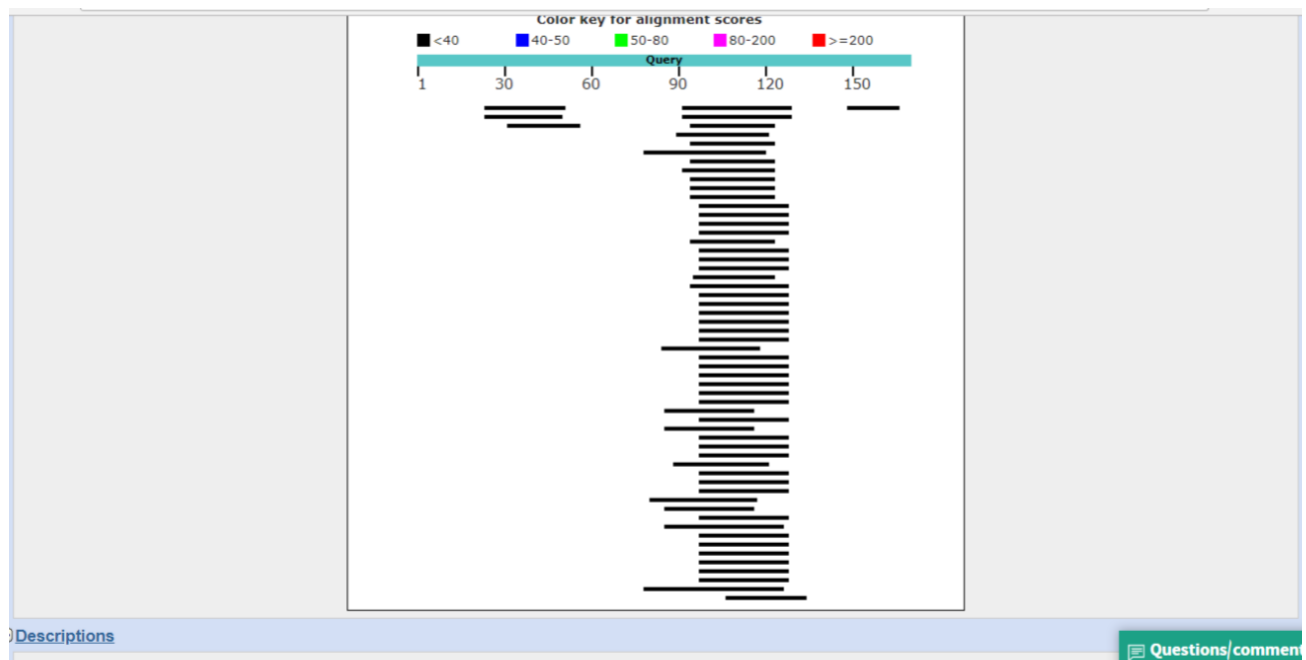 Color key for alignment scores
<40 40-50 50-80 80-200 >=200
Query
1 30 60 90 120 150
Descriptions
Questions/comment